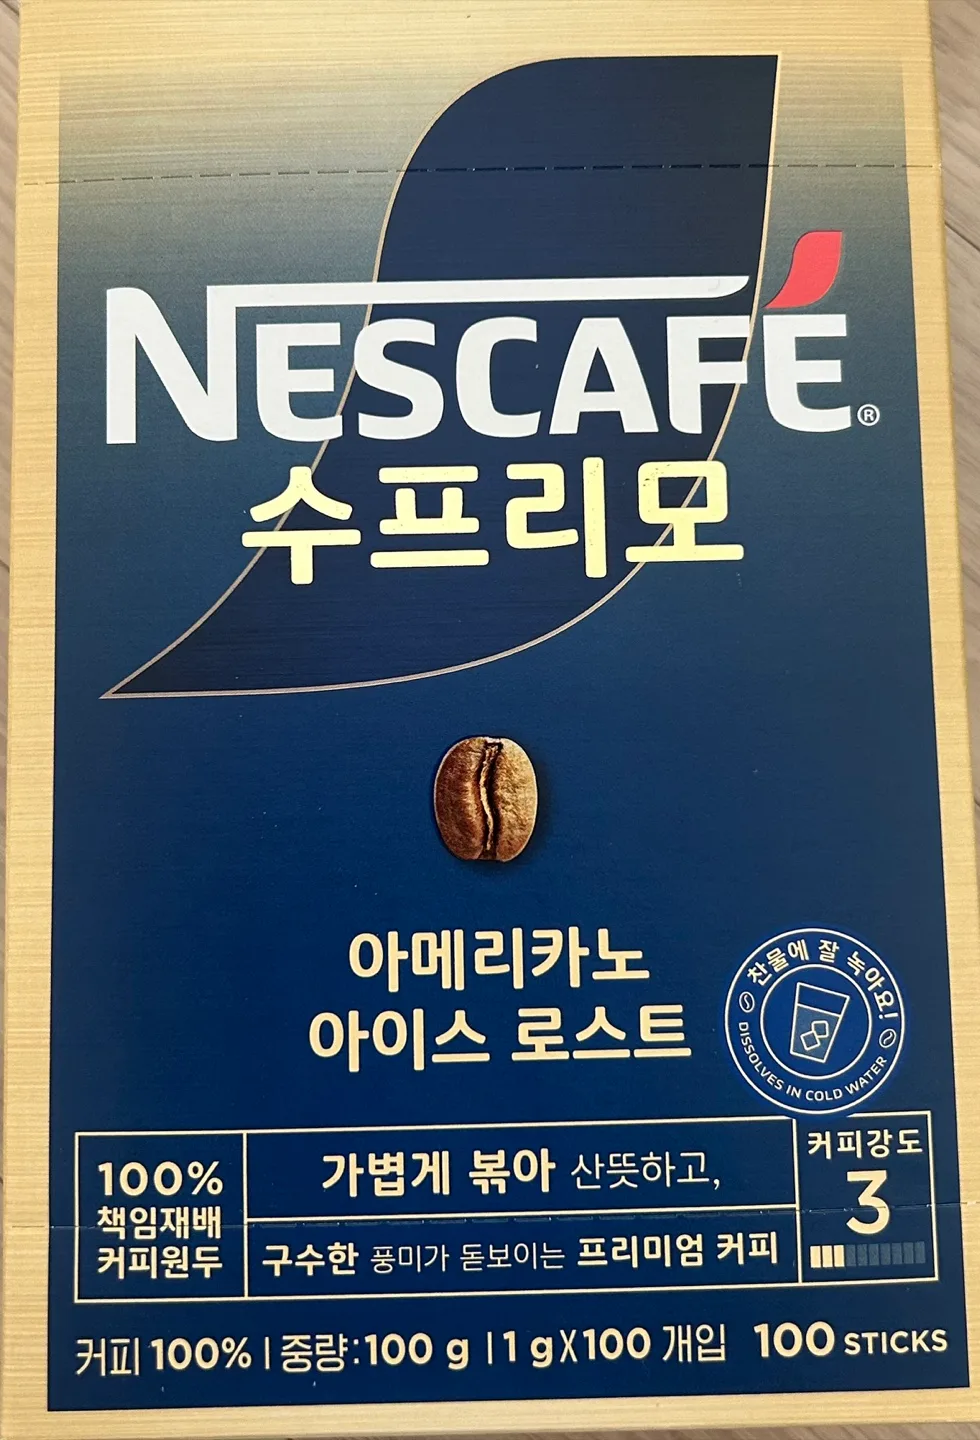 NESCAFÉ®
수프리모
아메리카노
아이스 로스트
찬물에 잘 녹아요!
DISSOLVES IN COLD WATER
100%
책임재배
커피원두
가볍게 볶아 산뜻하고,
구수한 풍미가 돋보이는 프리미엄 커피
커피강도
3
커피 100% | 중량:100 g | 1 gX100 개입 100 STICKS